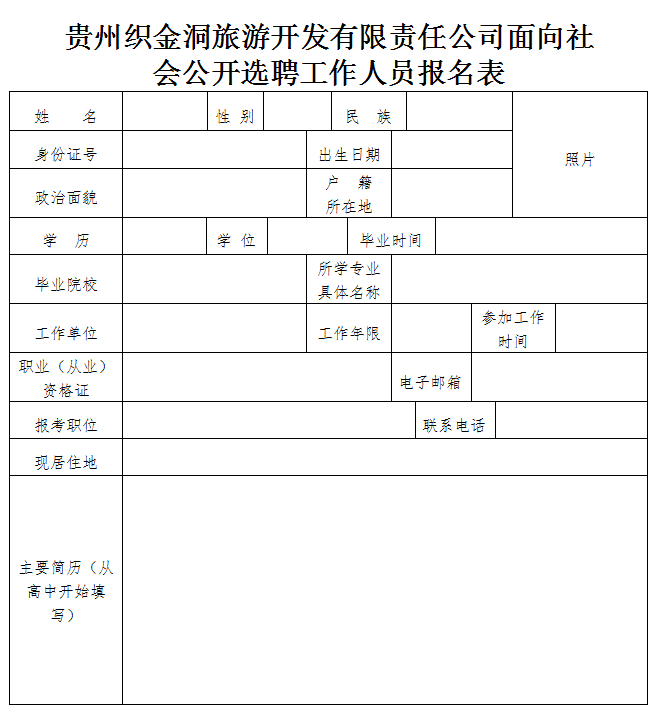 贵州织金洞旅游开发有限责任公司面向社
会公开选聘工作人员报名表
姓 名 性 别 民 族
照片
身份证号 出生日期
政治面貌 户 籍
所在地
学 历 学 位 毕业时间
毕业院校 所学专业
具体名称
工作单位 工作年限 参加工作
时间
职业（从业）
资格证 电子邮箱
报考职位 联系电话
现居住地
主要简历（从
高中开始填
写）